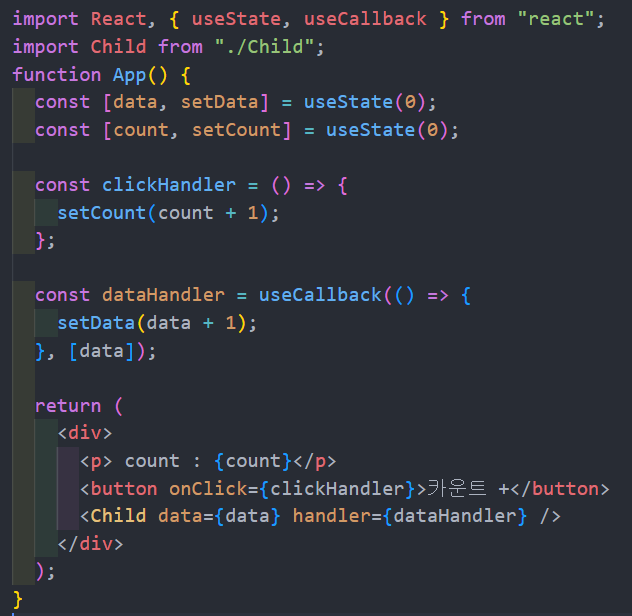 import React, { useState, useCallback } from "react";
import Child from "./Child";
function App() {
  const [data, setData] = useState(0);
  const [count, setCount] = useState(0);

  const clickHandler = () => {
    setCount(count + 1);
  };

  const dataHandler = useCallback(() => {
    setData(data + 1);
  }, [data]);

  return (
    <div>
      <p> count : {count}</p>
      <button onClick={clickHandler}>카운트 +</button>
      <Child data={data} handler={dataHandler} />
    </div>
  );
}